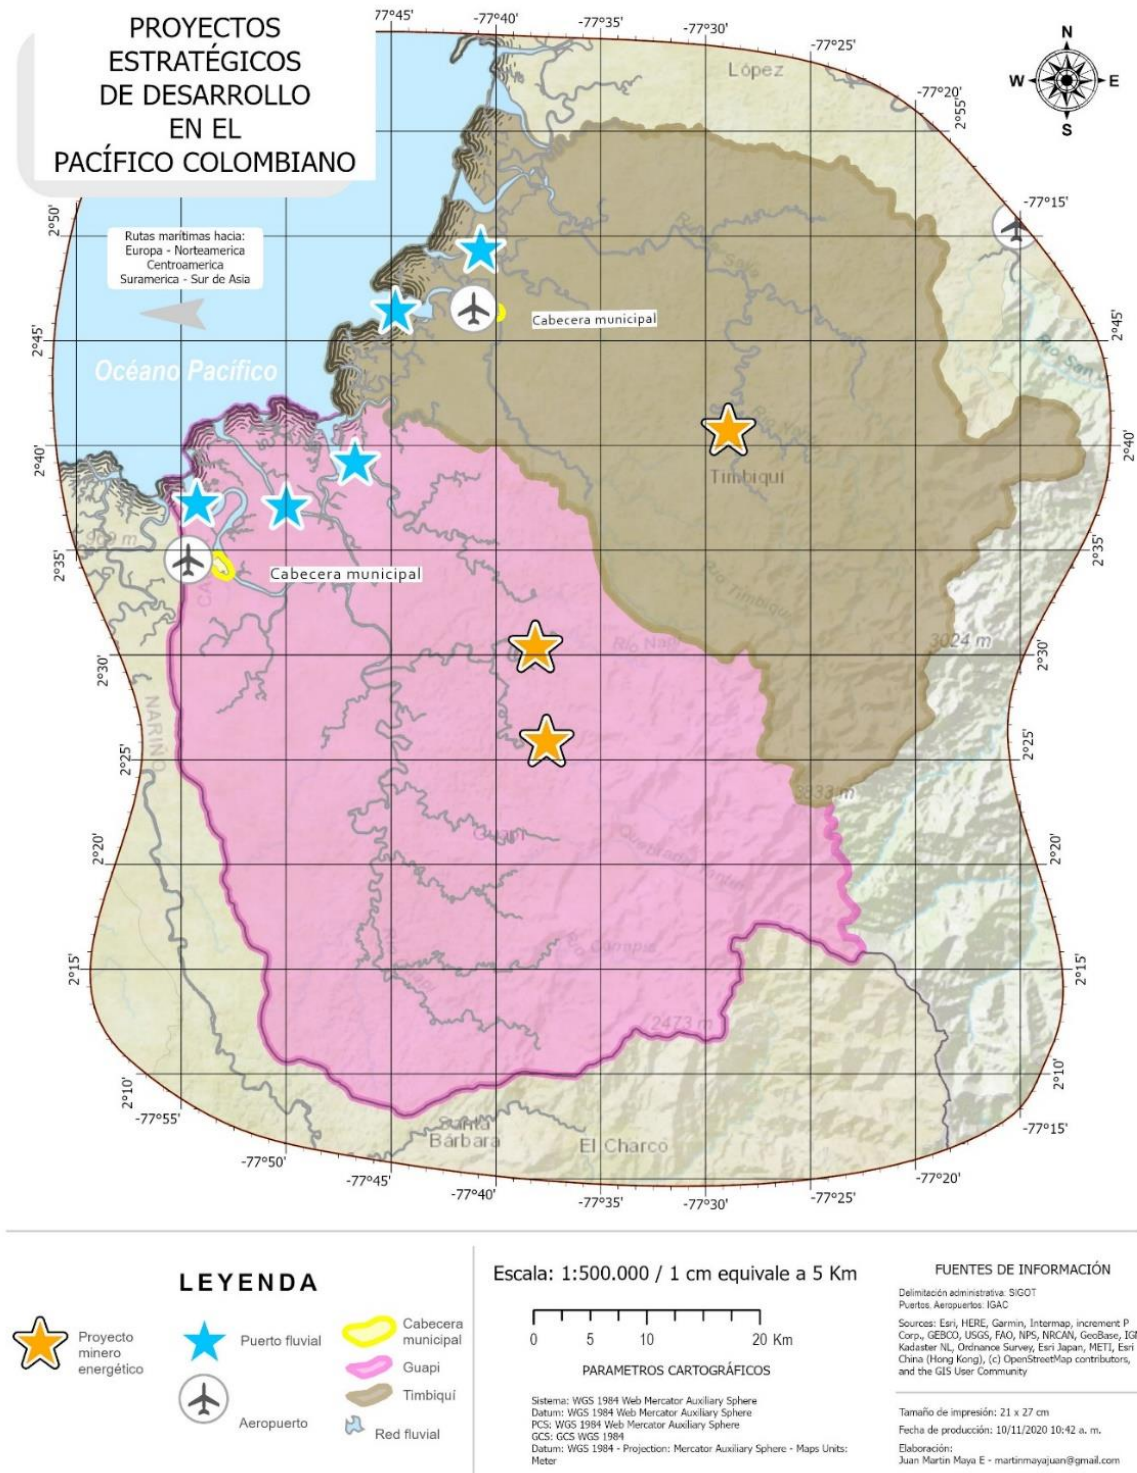 PROYECTOS
ESTRATÉGICOS
DE DESARROLLO
EN EL
PACÍFICO COLOMBIANO
77°45'
-77°40'
-77°30'
-77°25'
-77°20'
2°55'
-77°15'
N
W
E
S
López
2°50'
Rutas marítimas hacia:
Europa - Norteamerica
Centroamerica
Suramerica - Sur de Asia
Océano Pacífico
Cabecera municipal
2°45'
2°45'
2°40'
2°40'
Timbiquí
Río Timbiqui
2°35'
2°35'
Cabecera municipal
3024 m
2°30'
2°30'
Río Napi
NARIÑO
2°25'
2°25'
3833 m
2°20'
2°20'
2°15'
2°15'
2473 m
2°10'
2°10'
Santa
Bárbara
El Charco
-77°55'
-77°50'
-77°45'
-77°40'
-77°35'
-77°30'
-77°25'
-77°20'
-77°15'
LEYENDA
Proyecto
minero
energético
Puerto fluvial
Aeropuerto
Cabecera
municipal
Guapi
Timbiquí
Red fluvial
Escala: 1:500.000 / 1 cm equivale a 5 Km
0 5 10 20 Km
PARAMETROS CARTOGRÁFICOS
Sistema: WGS 1984 Web Mercator Auxiliary Sphere
Datum: WGS 1984 Web Mercator Auxiliary Sphere
PCS: WGS 1984 Web Mercator Auxiliary Sphere
GCS: GCS WGS 1984
Datum: WGS 1984 - Projection: Mercator Auxiliary Sphere - Maps Units:
Meter
FUENTES DE INFORMACIÓN
Delimitación administrativa: SIGOT
Puertos, Aeropuertos: IGAC
Sources: Esri, HERE, Garmin, Intermap, increment P
Corp., GEBCO, USGS, FAO, NPS, NRCAN, GeoBase, IGN
Kadaster NL, Ordnance Survey, Esri Japan, METI, Esri
China (Hong Kong), (c) OpenStreetMap contributors,
and the GIS User Community
Tamaño de impresión: 21 x 27 cm
Fecha de producción: 10/11/2020 10:42 a. m.
Elaboración:
Juan Martin Maya E - martinmayajuan@gmail.com